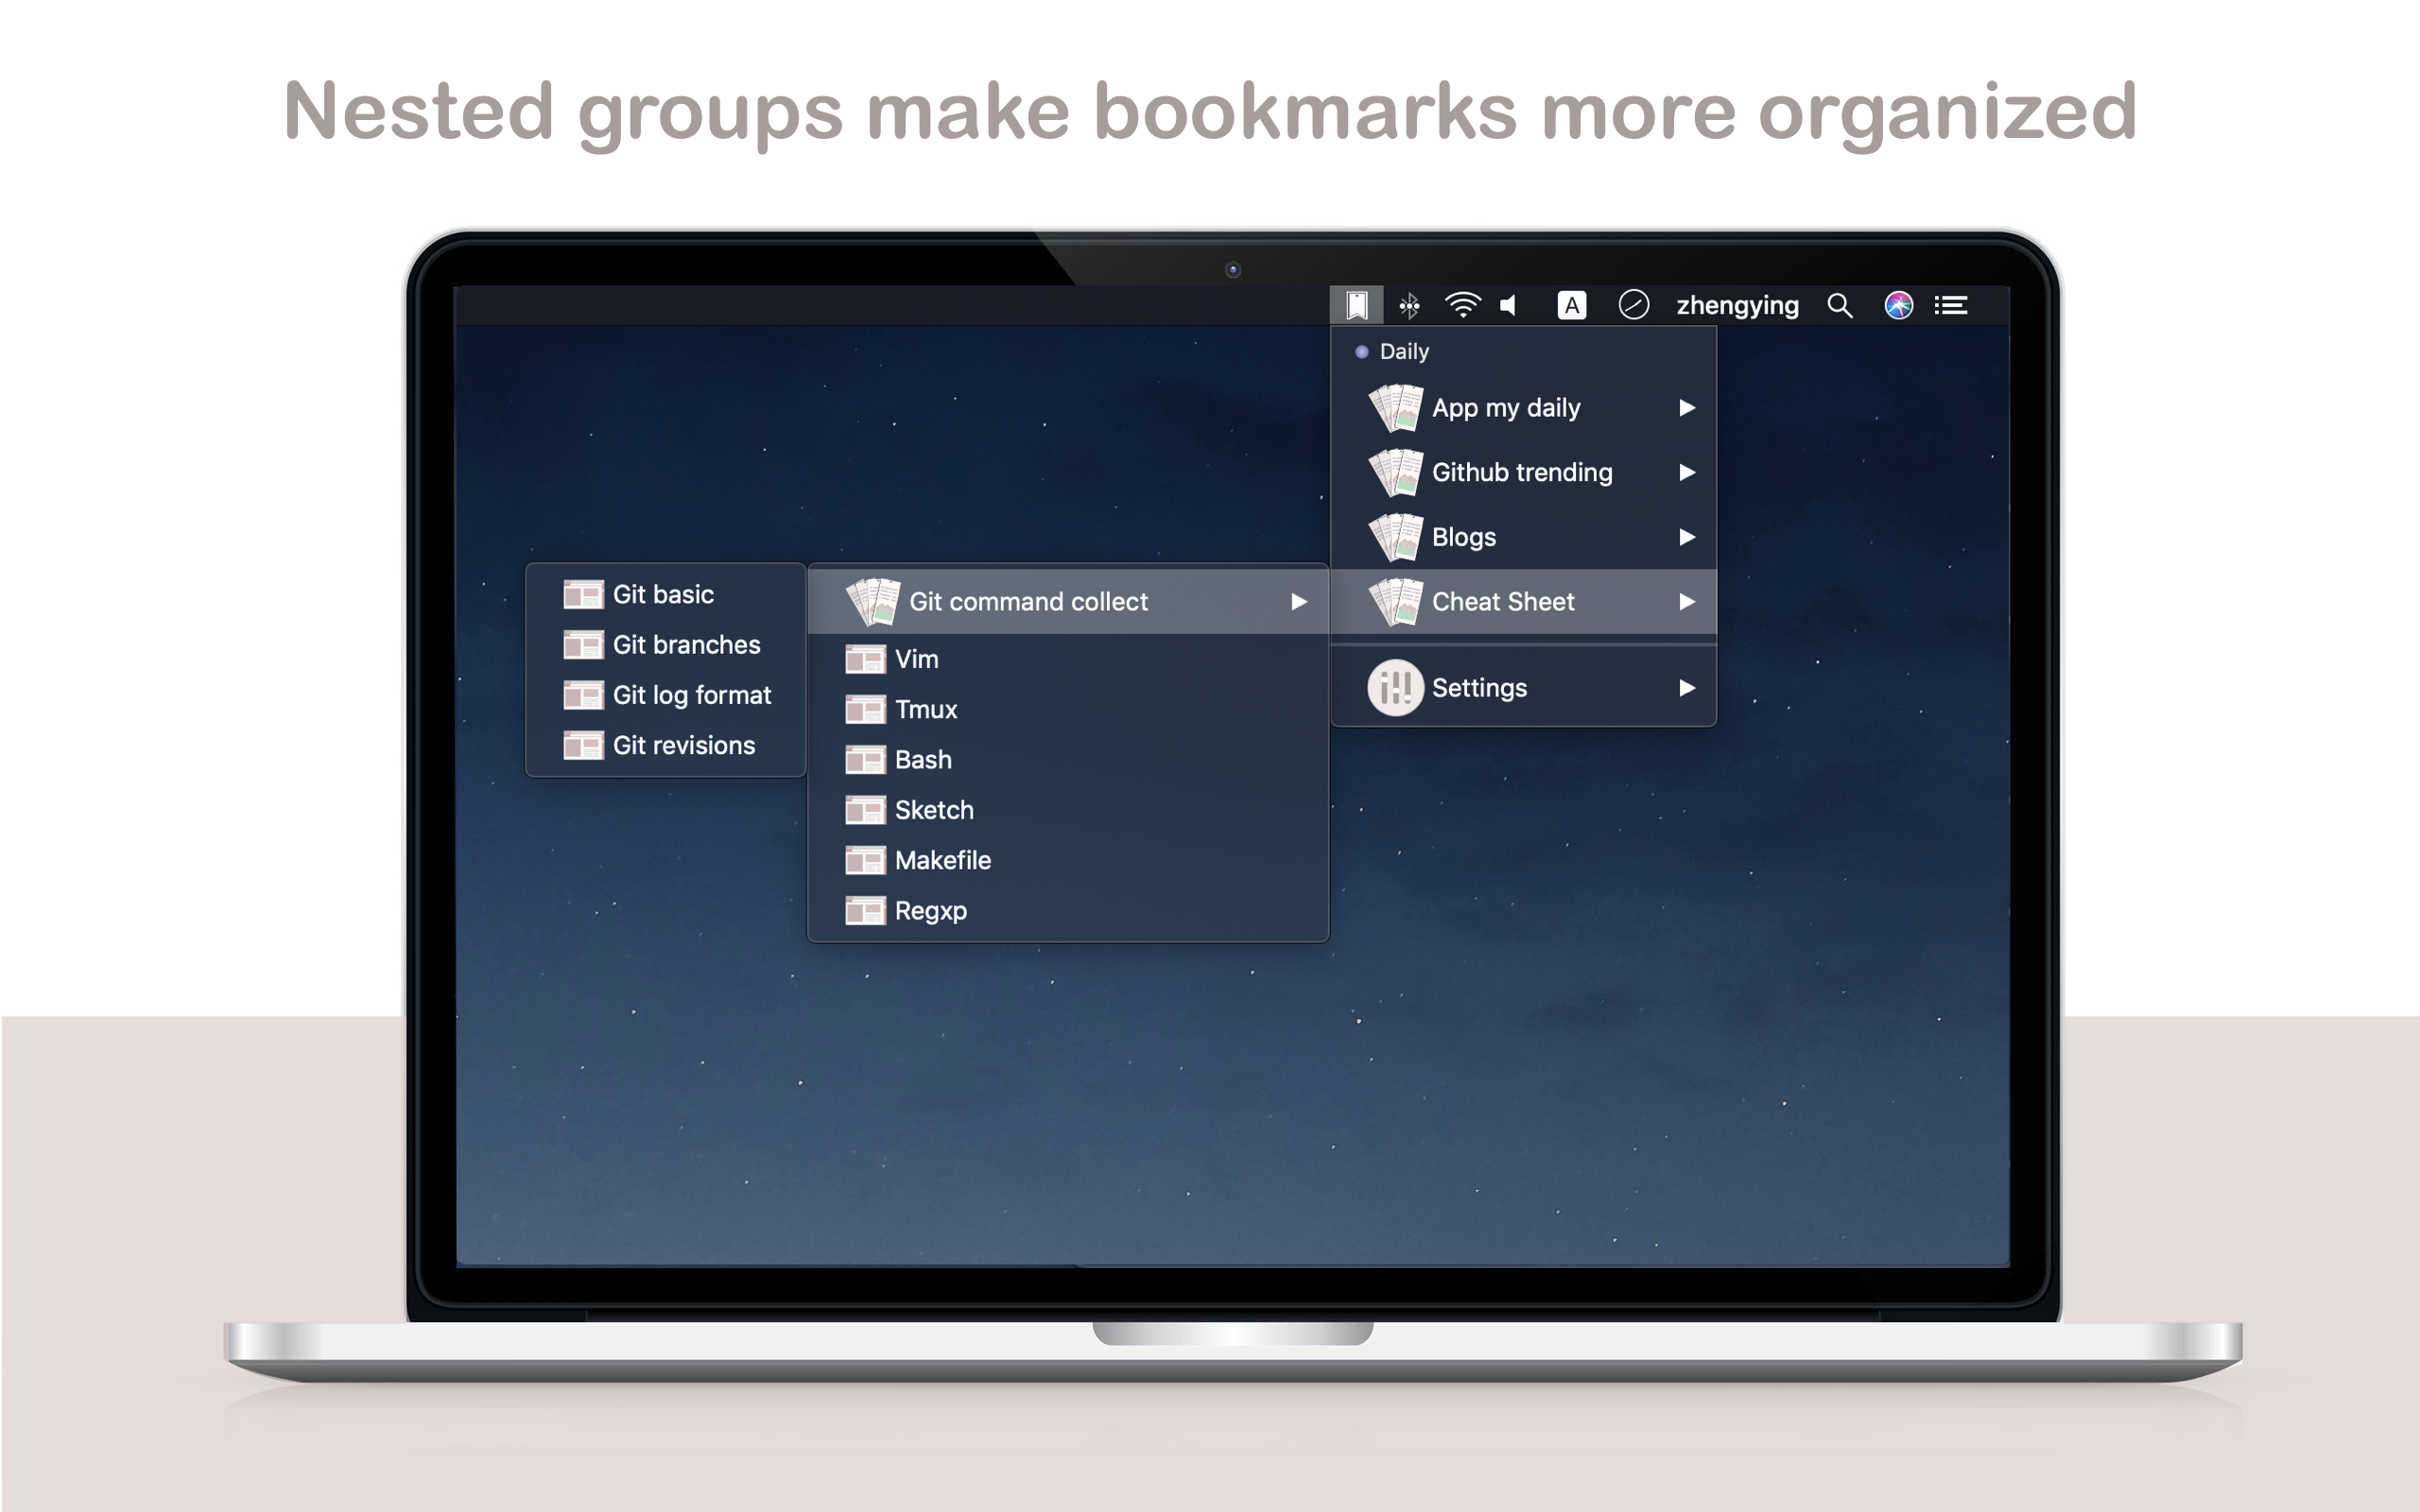 Nested groups make bookmarks more organized
A
zhengying
Daily
App my daily
Github trending
Blogs
Cheat Sheet
Settings
Git command collect
Vim
Tmux
Bash
Sketch
Makefile
Regxp
Git basic
Git branches
Git log format
Git revisions